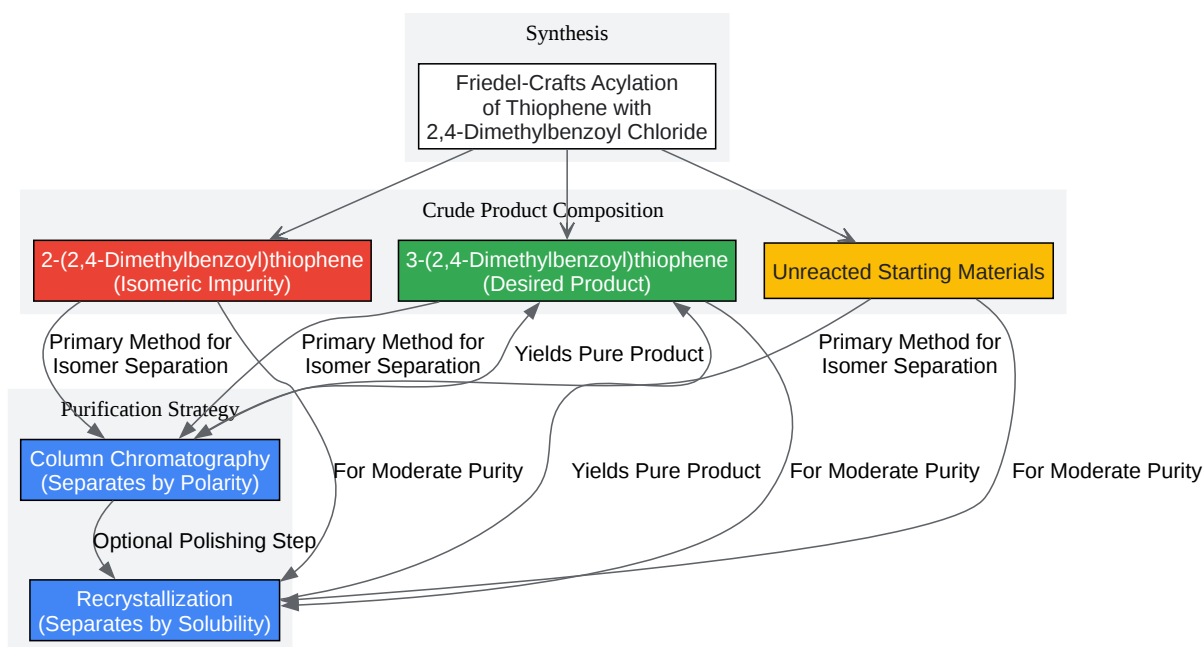 Synthesis
Friedel-Crafts Acylation
of Thiophene with
2,4-Dimethylbenzoyl Chloride
Crude Product Composition
2-(2,4-Dimethylbenzoyl)thiophene
(Isomeric Impurity)
3-(2,4-Dimethylbenzoyl)thiophene
(Desired Product)
Unreacted Starting Materials
Primary Method for
Isomer Separation
Primary Method for
Isomer Separation
Yields Pure Product
Primary Method for
Isomer Separation
Purification Strategy
Column Chromatography
(Separates by Polarity)
For Moderate Purity
Yields Pure Product
For Moderate Purity
For Moderate Purity
Optional Polishing Step
Recrystallization
(Separates by Solubility)